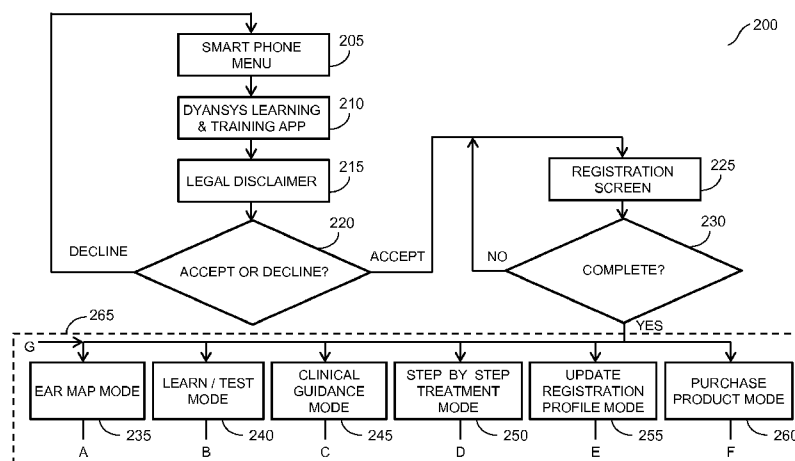 200
SMART PHONE
MENU
205
DYANSYS LEARNING
& TRAINING APP
210
LEGAL DISCLAIMER
215
220
ACCEPT OR DECLINE?
DECLINE
ACCEPT
REGISTRATION
SCREEN
225
230
COMPLETE?
NO
YES
265
G
EAR MAP MODE
235
A
LEARN / TEST
MODE
240
B
CLINICAL
GUIDANCE
MODE
245
C
STEP BY STEP
TREATMENT
MODE
250
D
UPDATE
REGISTRATION
PROFILE MODE
255
E
PURCHASE
PRODUCT MODE
260
F